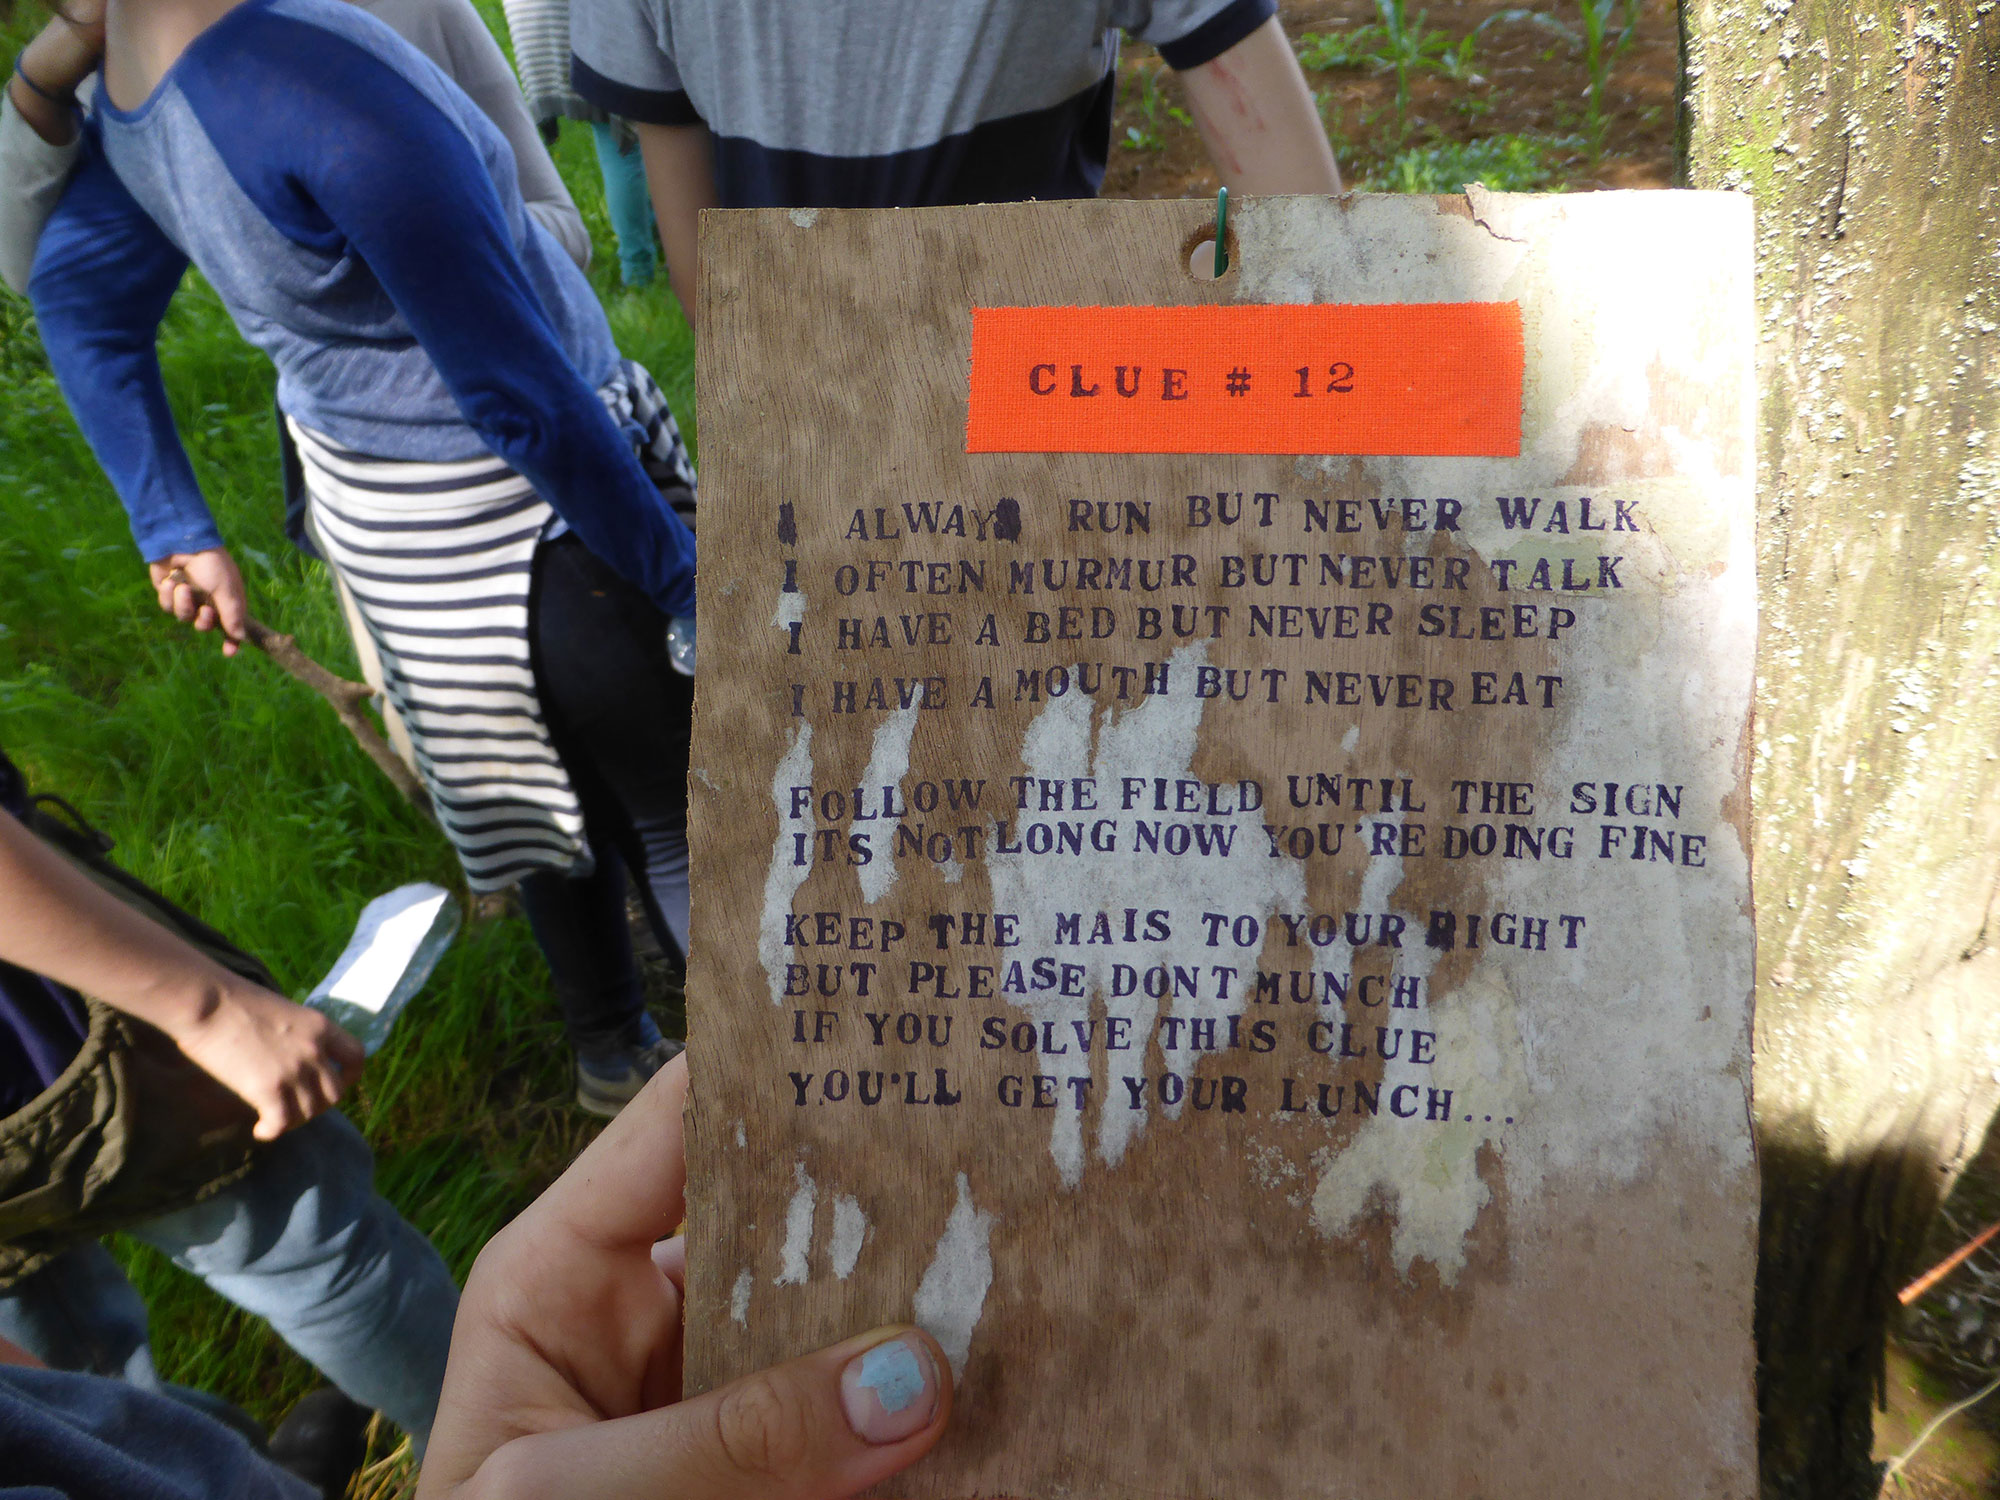 CLUE # 12
I ALWAYS RUN BUT NEVER WALK
I OFTEN MURMUR BUT NEVER TALK
I HAVE A BED BUT NEVER SLEEP
I HAVE A MOUTH BUT NEVER EAT
FOLLOW THE FIELD UNTIL THE SIGN
ITS NOT LONG NOW YOU'RE DOING FINE
KEEP THE MAIS TO YOUR RIGHT
BUT PLEASE DONT MUNCH
IF YOU SOLVE THIS CLUE
YOU'LL GET YOUR LUNCH...